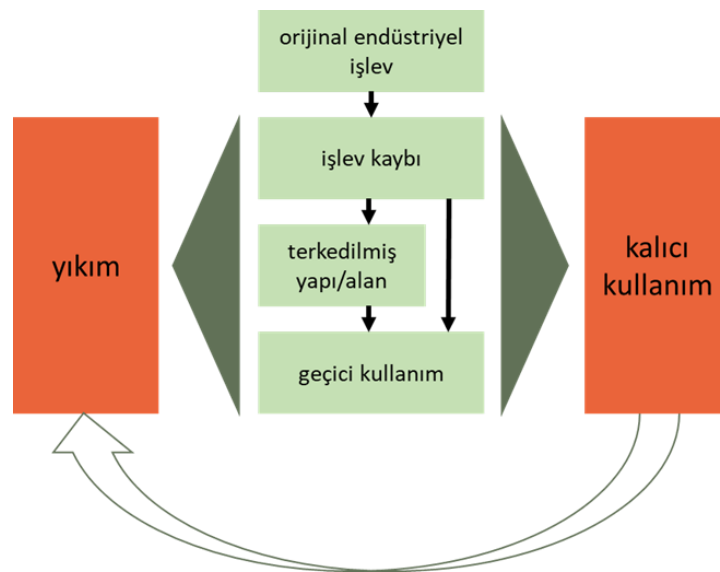 orijinal endüstriyel
işlev
işlev kaybı
yıkım
terkedilmiş
yapı/alan
kalıcı
kullanım
geçici kullanım